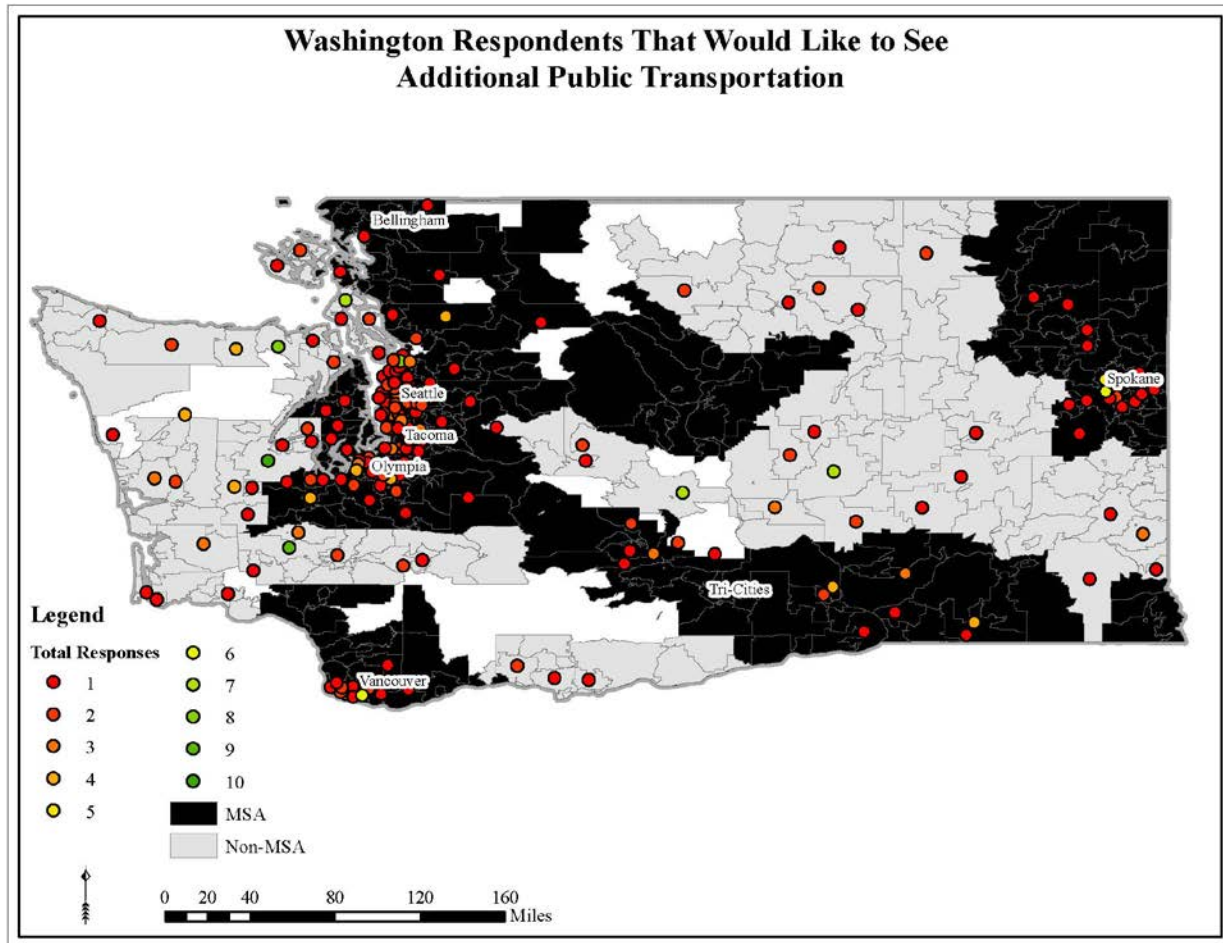 Washington Respondents That Would Like to See
Additional Public Transportation
Bellingham
Seattle
Spokane
Tacoma
Olympia
Tri-Cities
Vancouver
Legend
Total Responses
1
2
3
4
5
6
7
8
9
10
MSA
Non-MSA
0 20 40 80 120 160
Miles